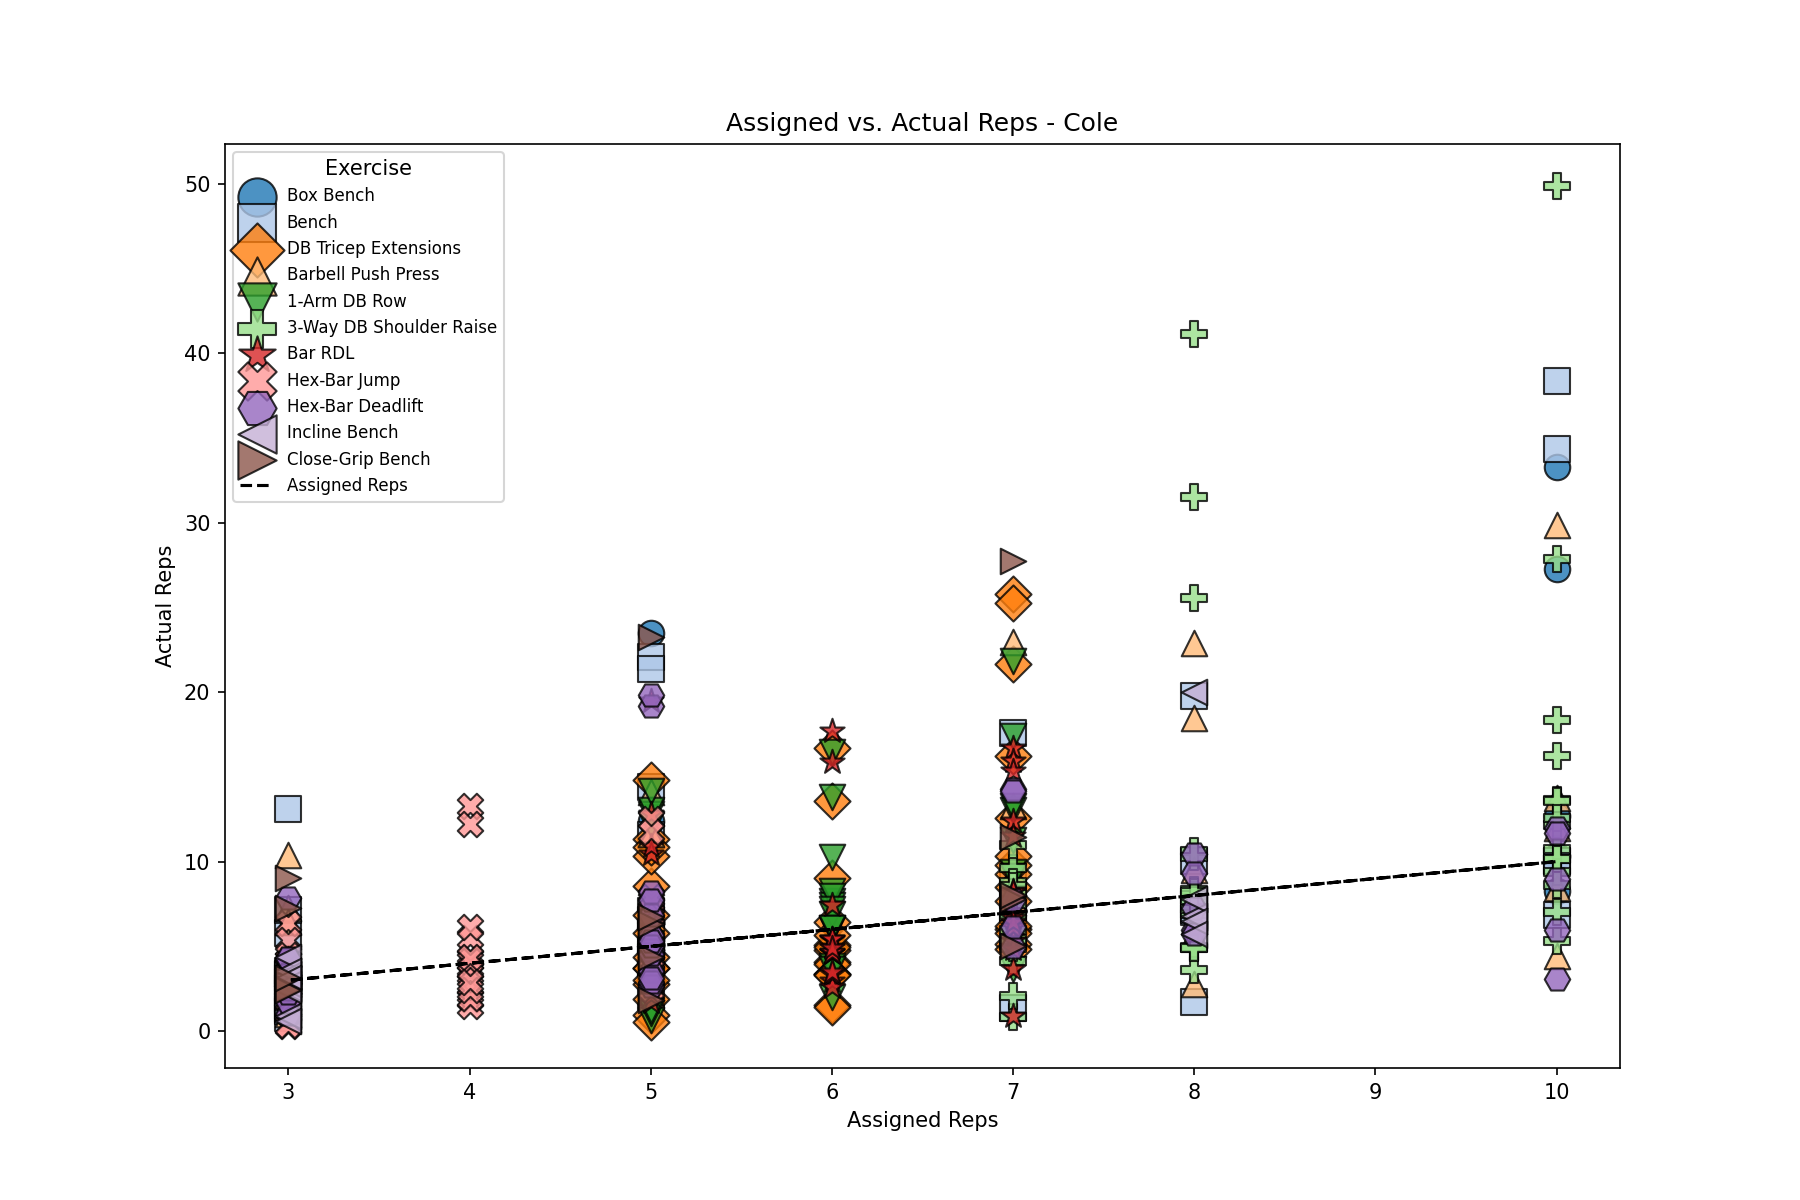 Assigned vs. Actual Reps - Cole
Exercise
Box Bench
Bench
DB Tricep Extensions
Barbell Push Press
1-Arm DB Row
3-Way DB Shoulder Raise
Bar RDL
Hex-Bar Jump
Hex-Bar Deadlift
Incline Bench
Close-Grip Bench
Assigned Reps
50
40
30
20
10
0
Actual Reps
3 4 5 6 7 8 9 10
Assigned Reps